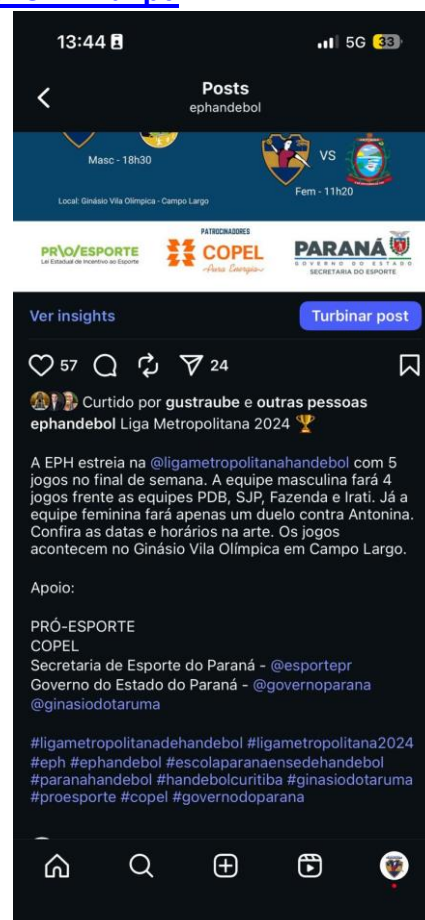 13:44
5G 33
Posts
ephandebol
VS
Masc - 18h30
Fem - 11h20
Local: Ginásio Vila Olímpica - Campo Largo
PATROCINADORES
PR\O/ESPORTE
Lei Estadual de Incentivo ao Esporte
COPEL
Pura Energia
PARANÁ
GOVERNO DO ESTADO
SECRETARIA DO ESPORTE
Ver insights
Turbinar post
57
24
Curtido por gustraube e outras pessoas
ephandebol Liga Metropolitana 2024 🏆
A EPH estreia na @ligametropolitanahandebol com 5
jogos no final de semana. A equipe masculina fará 4
jogos frente as equipes PDB, SJP, Fazenda e Irati. Já a
equipe feminina fará apenas um duelo contra Antonina.
Confira as datas e horários na arte. Os jogos
acontecem no Ginásio Vila Olímpica em Campo Largo.
Apoio:
PRÓ-ESPORTE
COPEL
Secretaria de Esporte do Paraná - @esportepr
Governo do Estado do Paraná - @governoparana
@ginasiodotaruma
#ligametropolitanadehandebol #ligametropolitana2024
#eph #ephandebol #escolaparanaensedehandebol
#paranahandebol #handebolcuritiba #ginasiodotaruma
#proesporte #copel #governodoparana